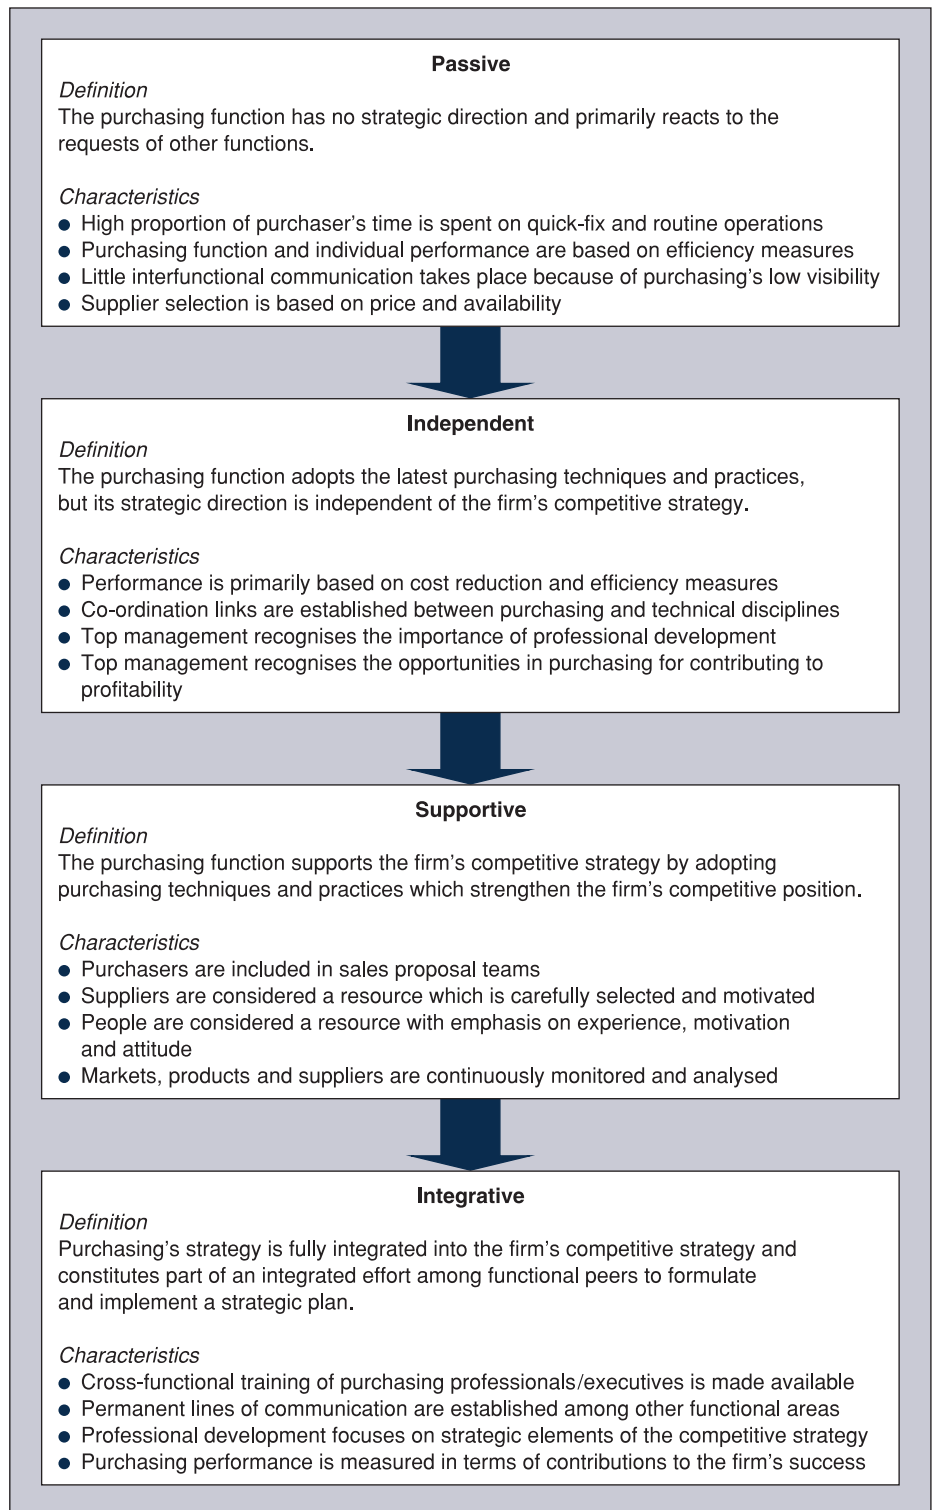 Passive
Definition
The purchasing function has no strategic direction and primarily reacts to the
requests of other functions.
Characteristics
● High proportion of purchaser's time is spent on quick-fix and routine operations
● Purchasing function and individual performance are based on efficiency measures
● Little interfunctional communication takes place because of purchasing's low visibility
● Supplier selection is based on price and availability
Independent
Definition
The purchasing function adopts the latest purchasing techniques and practices,
but its strategic direction is independent of the firm's competitive strategy.
Characteristics
● Performance is primarily based on cost reduction and efficiency measures
● Co-ordination links are established between purchasing and technical disciplines
● Top management recognises the importance of professional development
● Top management recognises the opportunities in purchasing for contributing to
profitability
Supportive
Definition
The purchasing function supports the firm's competitive strategy by adopting
purchasing techniques and practices which strengthen the firm's competitive position.
Characteristics
● Purchasers are included in sales proposal teams
● Suppliers are considered a resource which is carefully selected and motivated
● People are considered a resource with emphasis on experience, motivation
and attitude
● Markets, products and suppliers are continuously monitored and analysed
Integrative
Definition
Purchasing's strategy is fully integrated into the firm's competitive strategy and
constitutes part of an integrated effort among functional peers to formulate
and implement a strategic plan.
Characteristics
● Cross-functional training of purchasing professionals/executives is made available
● Permanent lines of communication are established among other functional areas
● Professional development focuses on strategic elements of the competitive strategy
● Purchasing performance is measured in terms of contributions to the firm's success